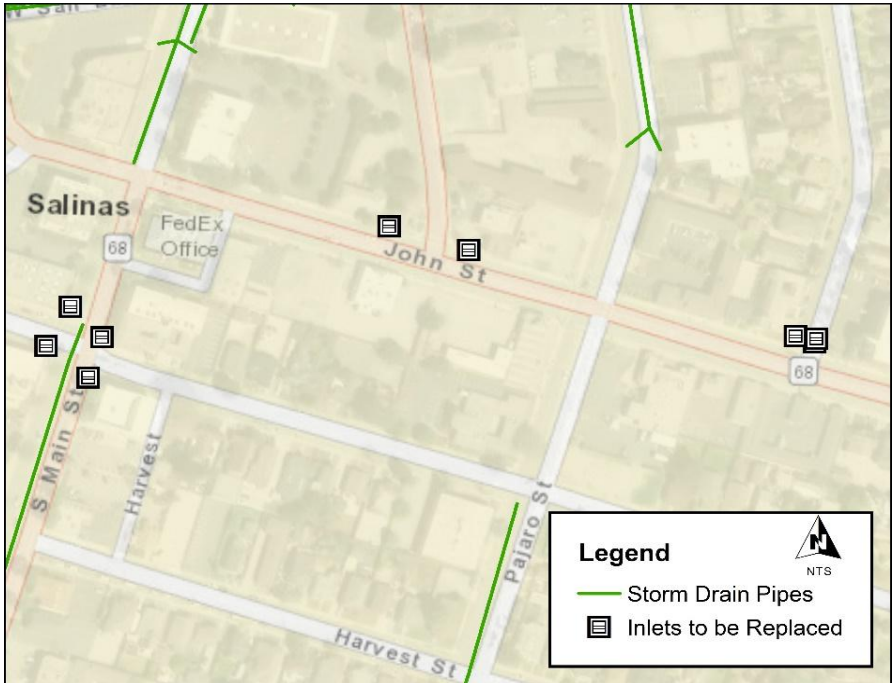 W San
Salinas
FedEx
Office
68
John St
68
S Main St
Harvest
Pajaro St
Harvest St
Legend
N
NTS
Storm Drain Pipes
Inlets to be Replaced